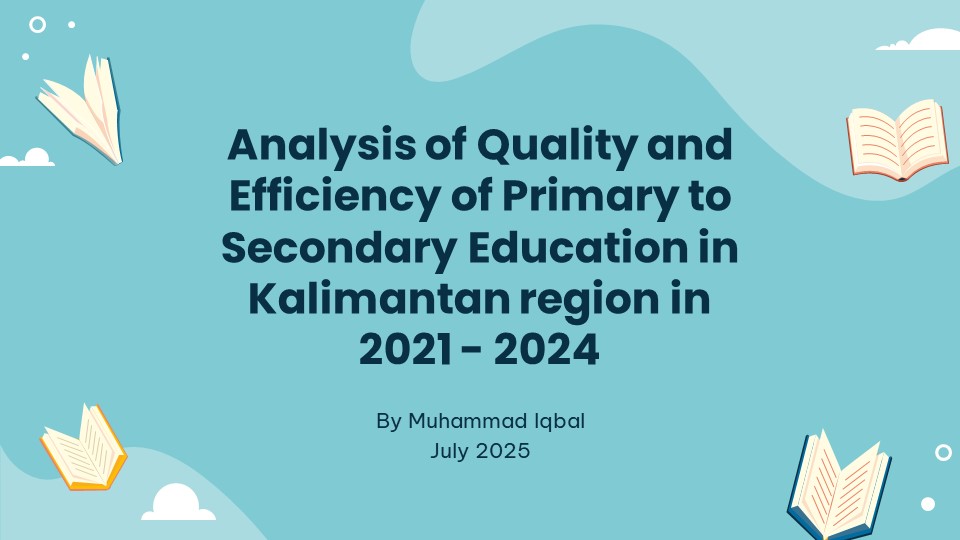 Analysis of Quality and
Efficiency of Primary to
Secondary Education in
Kalimantan region in
2021 - 2024
By Muhammad Iqbal
July 2025